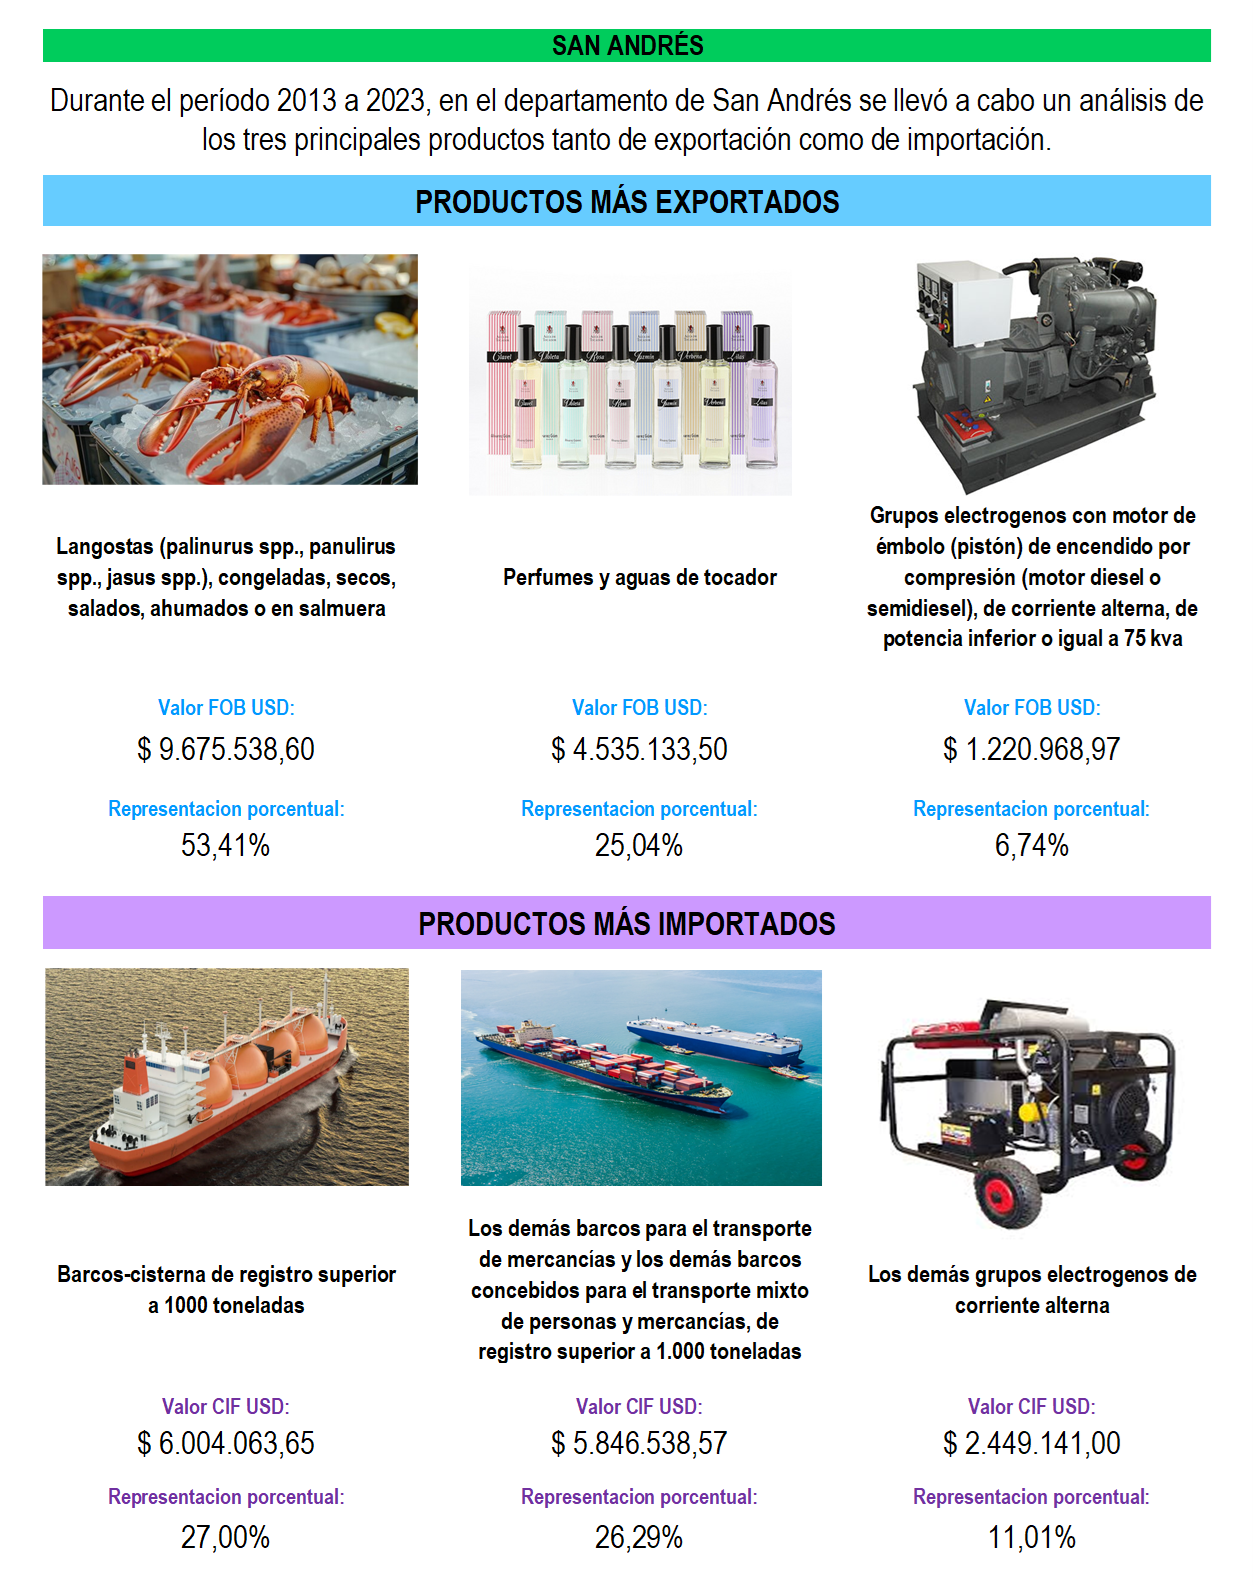 SAN ANDRÉS
Durante el período 2013 a 2023, en el departamento de San Andrés se llevó a cabo un análisis de
los tres principales productos tanto de exportación como de importación.
PRODUCTOS MÁS EXPORTADOS
Clavel
Violeta
Rosa
Jazmín
Verbena
Lilas
Langostas (palinurus spp., panulirus
spp., jasus spp.), congeladas, secos,
salados, ahumados o en salmuera
Perfumes y aguas de tocador
Grupos electrogenos con motor de
émbolo (pistón) de encendido por
compresión (motor diesel o
semidiesel), de corriente alterna, de
potencia inferior o igual a 75 kva
Valor FOB USD:
$ 9.675.538,60
Representacion porcentual:
53,41%
Valor FOB USD:
$ 4.535.133,50
Representacion porcentual:
25,04%
Valor FOB USD:
$ 1.220.968,97
Representacion porcentual:
6,74%
PRODUCTOS MÁS IMPORTADOS
Barcos-cisterna de registro superior
a 1000 toneladas
Los demás barcos para el transporte
de mercancías y los demás barcos
concebidos para el transporte mixto
de personas y mercancías, de
registro superior a 1.000 toneladas
Los demás grupos electrogenos de
corriente alterna
Valor CIF USD:
$ 6.004.063,65
Representacion porcentual:
27,00%
Valor CIF USD:
$ 5.846.538,57
Representacion porcentual:
26,29%
Valor CIF USD:
$ 2.449.141,00
Representacion porcentual:
11,01%